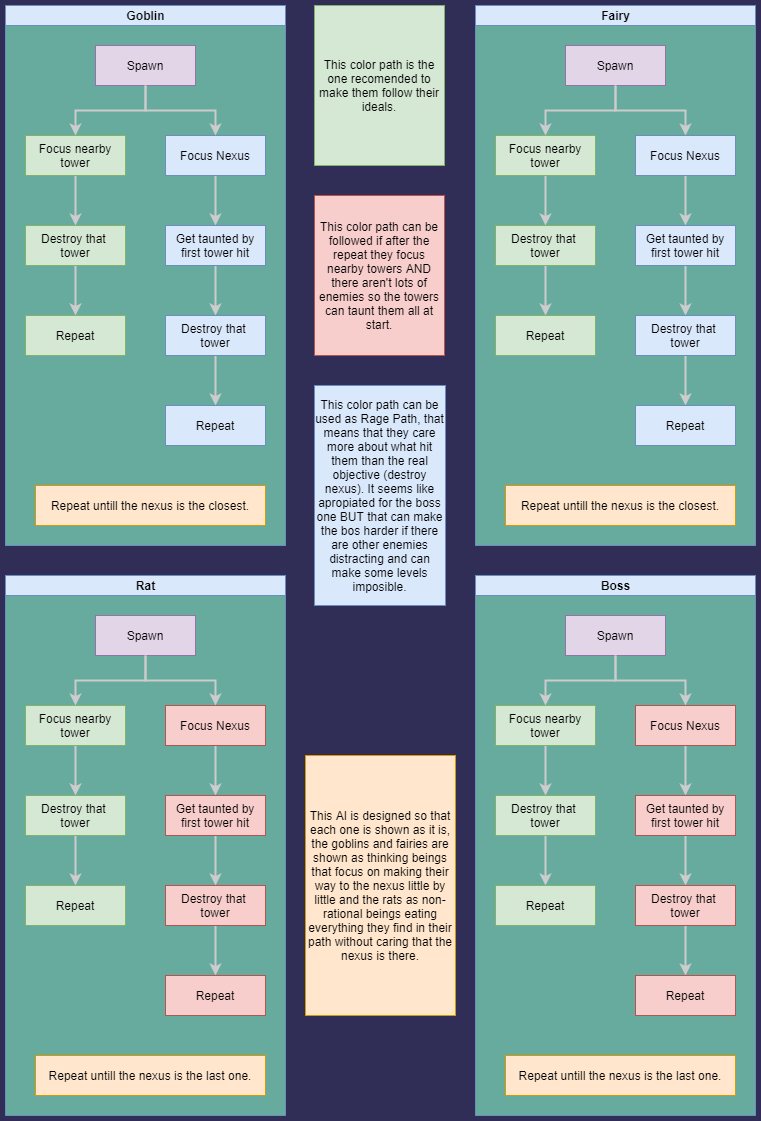 Goblin
Spawn
Focus nearby
tower
Focus Nexus
Destroy that
tower
Get taunted by
first tower hit
Repeat
Destroy that
tower
Repeat
Repeat untill the nexus is the closest.
This color path is the
one recomended to
make them follow their
ideals.
This color path can be
followed if after the
repeat they focus
nearby towers AND
there aren't lots of
enemies so the towers
can taunt them all at
start.
This color path can be
used as Rage Path, that
means that they care
more about what hit
them than the real
objective (destroy
nexus). It seems like
apropiated for the boss
one BUT that can make
the bos harder if there
are other enemies
distracting and can
make some levels
imposible.
Fairy
Spawn
Focus nearby
tower
Focus Nexus
Destroy that
tower
Get taunted by
first tower hit
Repeat
Destroy that
tower
Repeat
Repeat untill the nexus is the closest.
Rat
Spawn
Focus nearby
tower
Focus Nexus
Destroy that
tower
Get taunted by
first tower hit
Repeat
Destroy that
tower
Repeat
Repeat untill the nexus is the last one.
This AI is designed so that
each one is shown as it is,
the goblins and fairies are
shown as thinking beings
that focus on making their
way to the nexus little by
little and the rats as non-
rational beings eating
everything they find in their
path without caring that the
nexus is there.
Boss
Spawn
Focus nearby
tower
Focus Nexus
Destroy that
tower
Get taunted by
first tower hit
Repeat
Destroy that
tower
Repeat
Repeat untill the nexus is the last one.